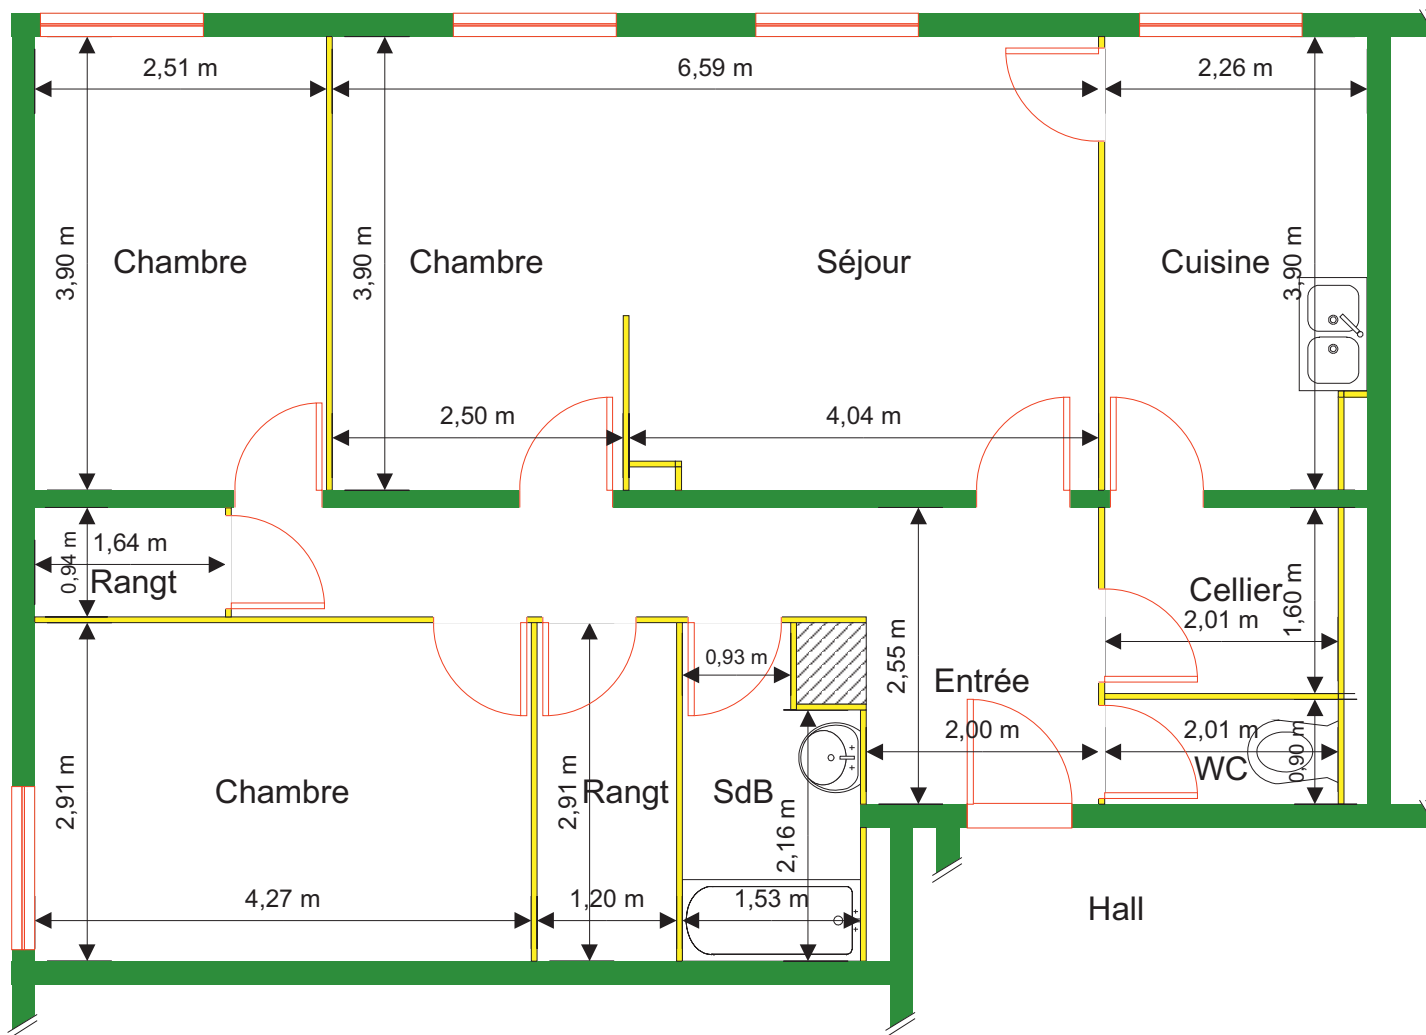 2,51 m
6,59 m
2,26 m
3,90 m
Chambre
3,90 m
Chambre
Séjour
Cuisine
3,90 m
2,50 m
4,04 m
0,94 m
1,64 m
Rangt
Cellier
1,60 m
2,01 m
0,93 m
2,55 m
Entrée
2,00 m
2,01 m
WC
0,90 m
2,91 m
Chambre
2,91 m
Rangt
SdB
2,16 m
4,27 m
1,20 m
1,53 m
Hall